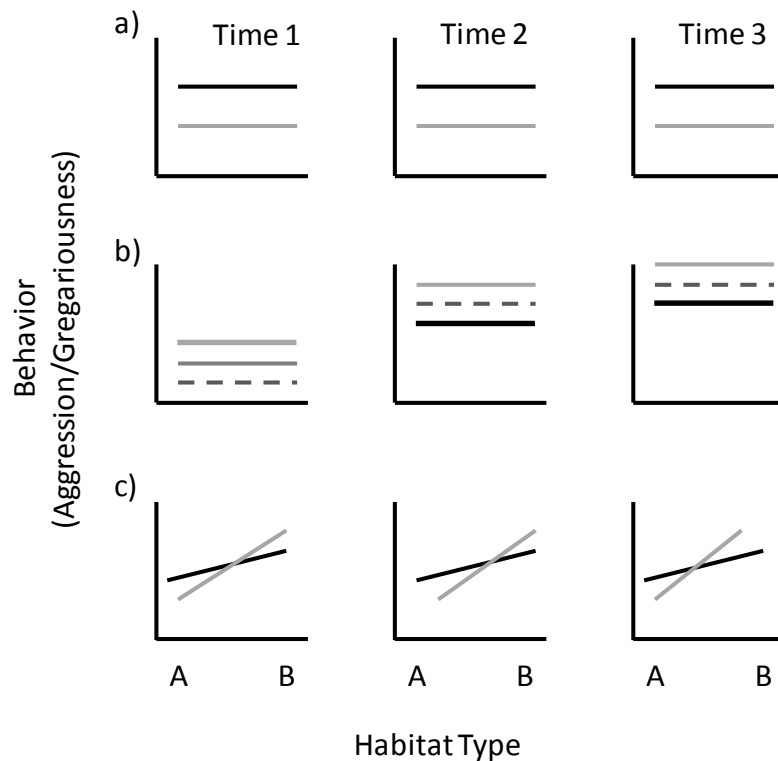 a)
Time 1
Time 2
Time 3
b)
Behavior
(Aggression/Gregariousness)
c)
A
B
A
B
A
B
Habitat Type